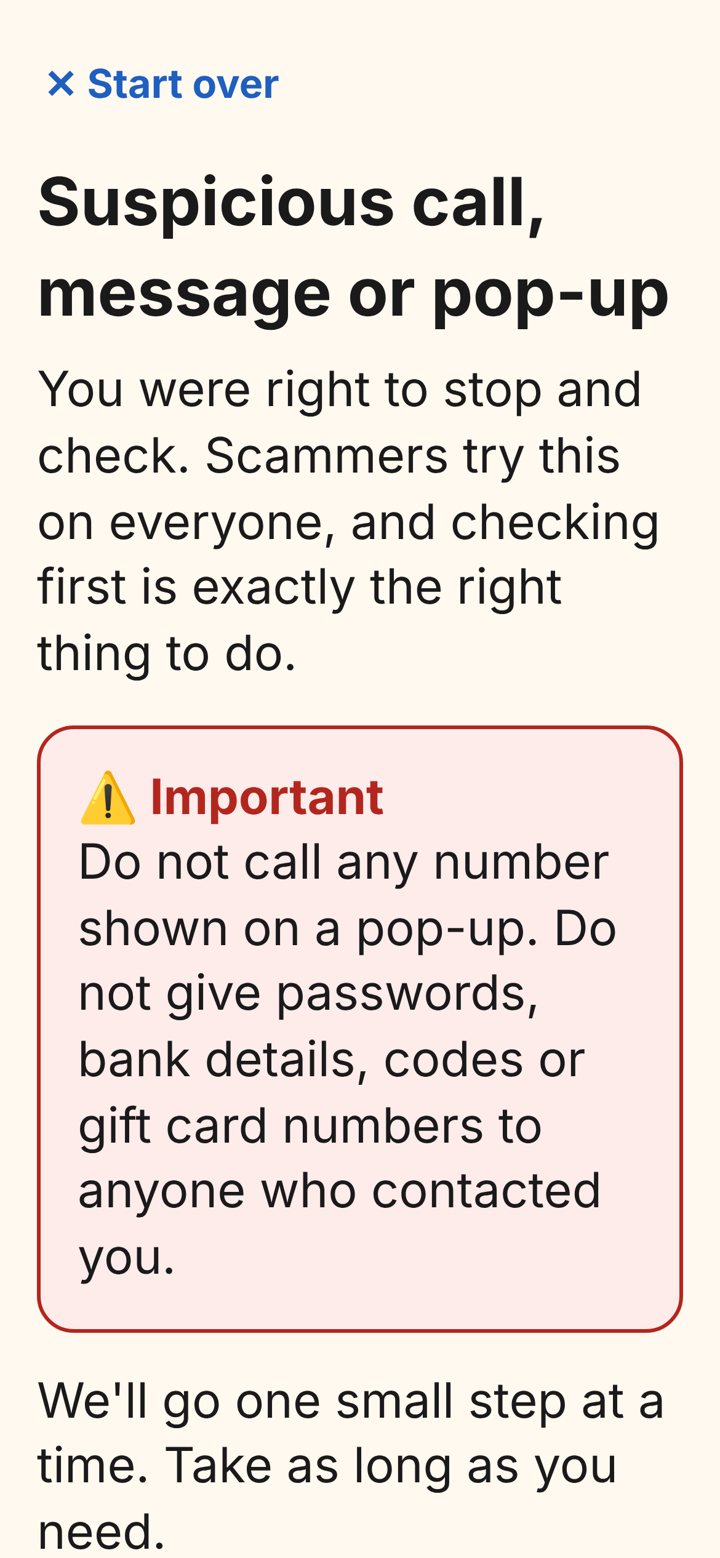 ✕ Start over
Suspicious call,
message or pop-up
You were right to stop and
check. Scammers try this
on everyone, and checking
first is exactly the right
thing to do.
⚠️ Important
Do not call any number
shown on a pop-up. Do
not give passwords,
bank details, codes or
gift card numbers to
anyone who contacted
you.
We'll go one small step at a
time. Take as long as you
need.